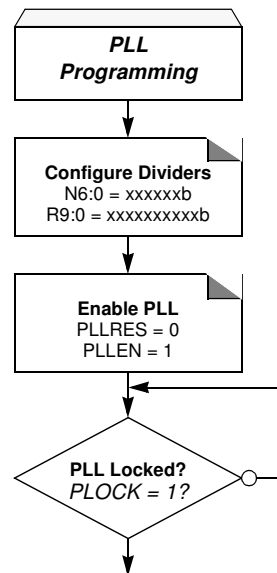 PLL
Programming
Configure Dividers
N6:0 = xxxxxxb
R9:0 = xxxxxxxxxxb
Enable PLL
PLLRES = 0
PLLEN = 1
PLL Locked?
PLOCK = 1?